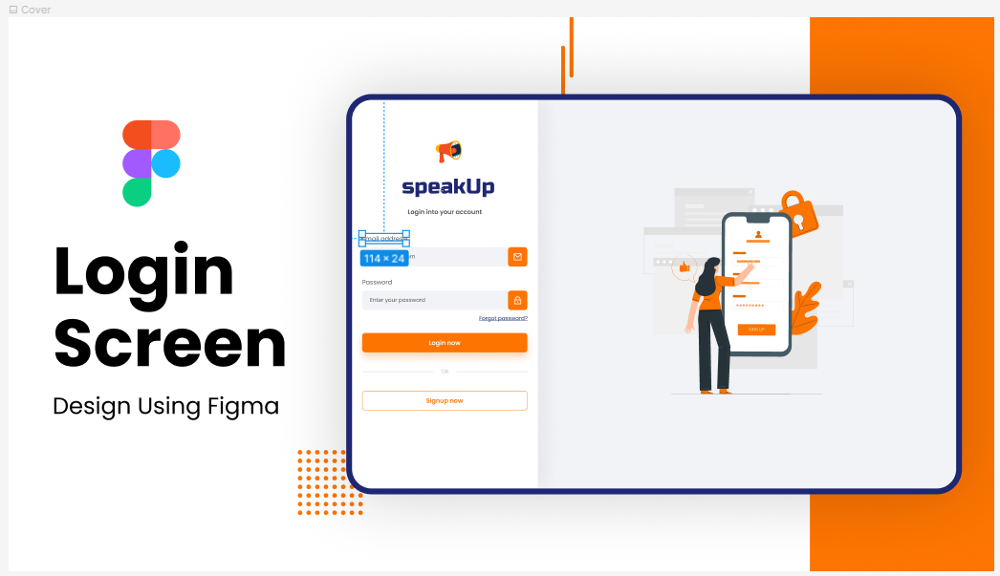 Cover
Login
Screen
Design Using Figma
speakUp
Login into your account
Email address
114 × 24
Password
Enter your password
Forgot password?
Login now
OR
Signup now
SIGN UP